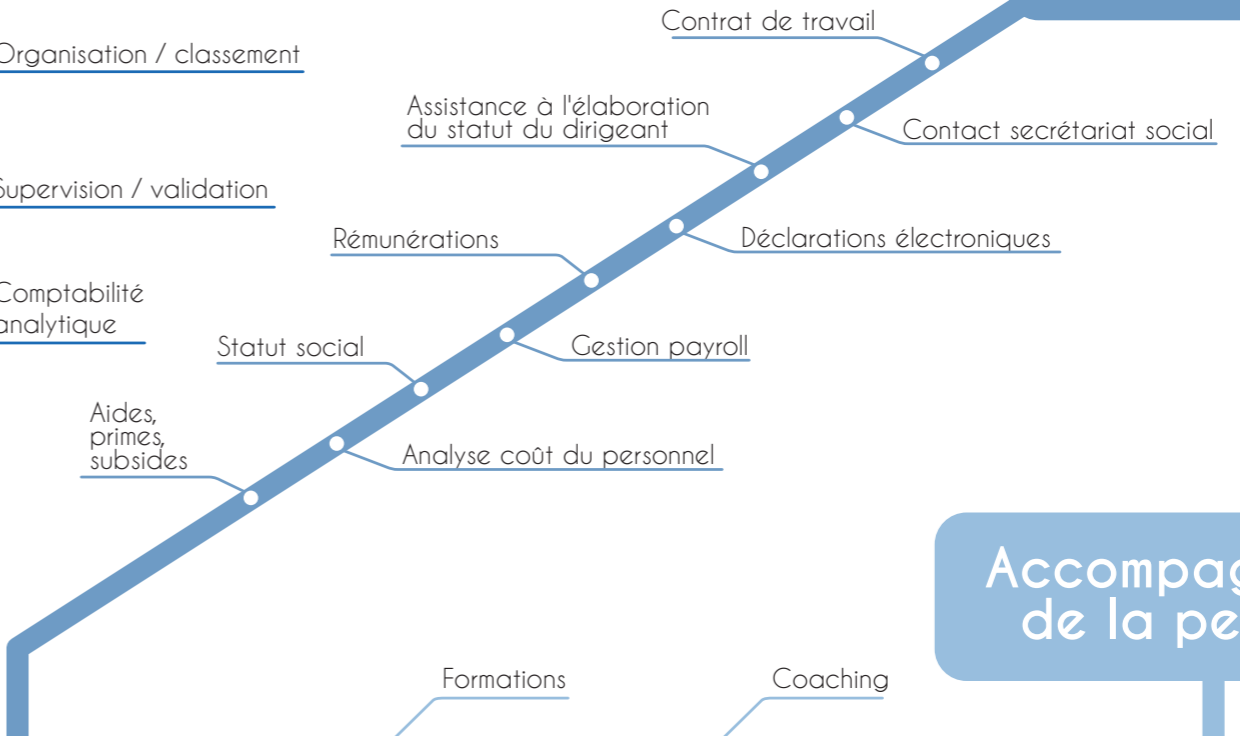 Contrat de travail
Organisation / classement
Assistance à l'élaboration
du statut du dirigeant
Contact secrétariat social
Supervision / validation
Rémunérations
Déclarations électroniques
Comptabilité
analytique
Statut social
Gestion payroll
Aides,
primes,
subsides
Analyse coût du personnel
Accompag
de la pe
Formations
Coaching